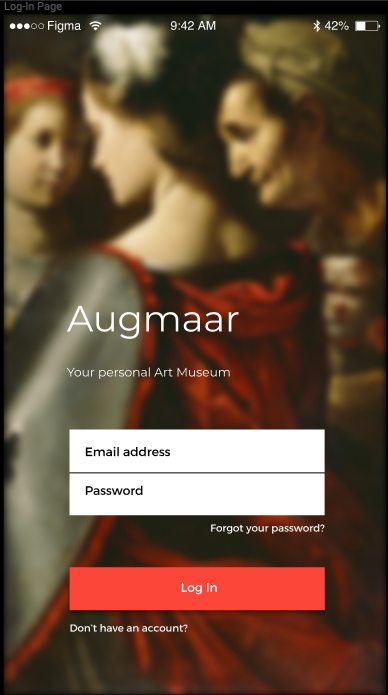 Log-In Page
Figma 9:42 AM 42%
Augmaar
Your personal Art Museum
Email address
Password
Forgot your password?
Log In
Don't have an account?